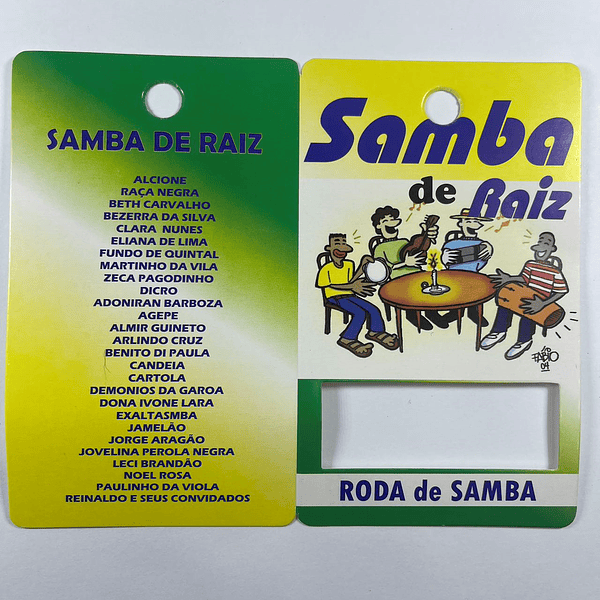 SAMBA DE RAIZ
ALCIONE
RAÇA NEGRA
BETH CARVALHO
BEZERRA DA SILVA
CLARA NUNES
ELIANA DE LIMA
FUNDO DE QUINTAL
MARTINHO DA VILA
ZECA PAGODINHO
DICRO
ADONIRAN BARBOZA
AGEPE
ALMIR GUINETO
ARLINDO CRUZ
BENITO DI PAULA
CANDEIA
CARTOLA
DEMONIOS DA GAROA
DONA IVONE LARA
EXALTASMBA
JAMELÃO
JORGE ARAGÃO
JOVELINA PEROLA NEGRA
LECI BRANDÃO
NOEL ROSA
PAULINHO DA VIOLA
REINALDO E SEUS CONVIDADOS
Samba
de Raiz
FABIO
04
RODA de SAMBA